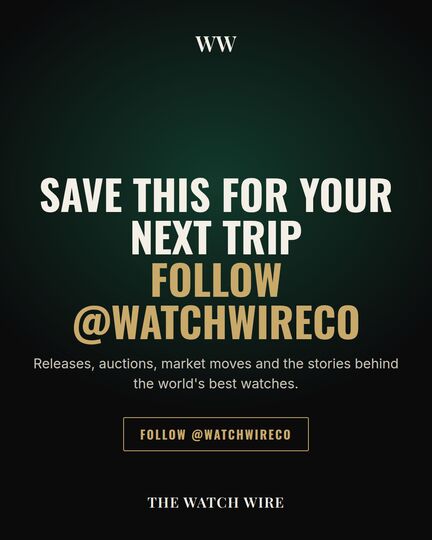 WW
SAVE THIS FOR YOUR
NEXT TRIP
FOLLOW
@WATCHWIRECO
Releases, auctions, market moves and the stories behind
the world's best watches.
FOLLOW @WATCHWIRECO
THE WATCH WIRE